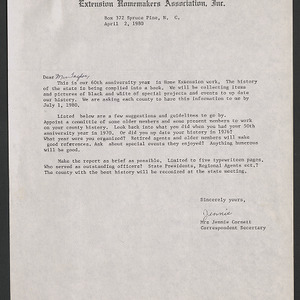 Extension Homemakers Association, Inc.
Box 372 Spruce Pine, N. C.
April 2, 1980
Dear Mrs. Taylor,
This is our 60th anniversary year in Home Extension work. The history
of the state is being compiled into a book. We will be collecting items
and pictures of Black and white of special projects and events to up date
our history. We are asking each county to have this information to me by
July 1, 1980.
Listed below are a few suggestions and guidelines to go by.
Appoint a committe of some older members and some present members to work
on your county history. Look back into what you did when you had your 50th
anniversary year in 1970. Or did you up date your history in 1976?
What year were you organized? Retired agents and older members will make
good references. Ask about special events they enjoyed? Anything humorous
will be good.
Make the report as brief as possible, Limited to five typewritten pages,
Who served as outstanding officers? State Presidents, Regional Agents ect.?
The county with the best history will be reconized at the state meeting.
Sincerely yours,
Jennie
Mrs Jennie
Correspondent Secertary